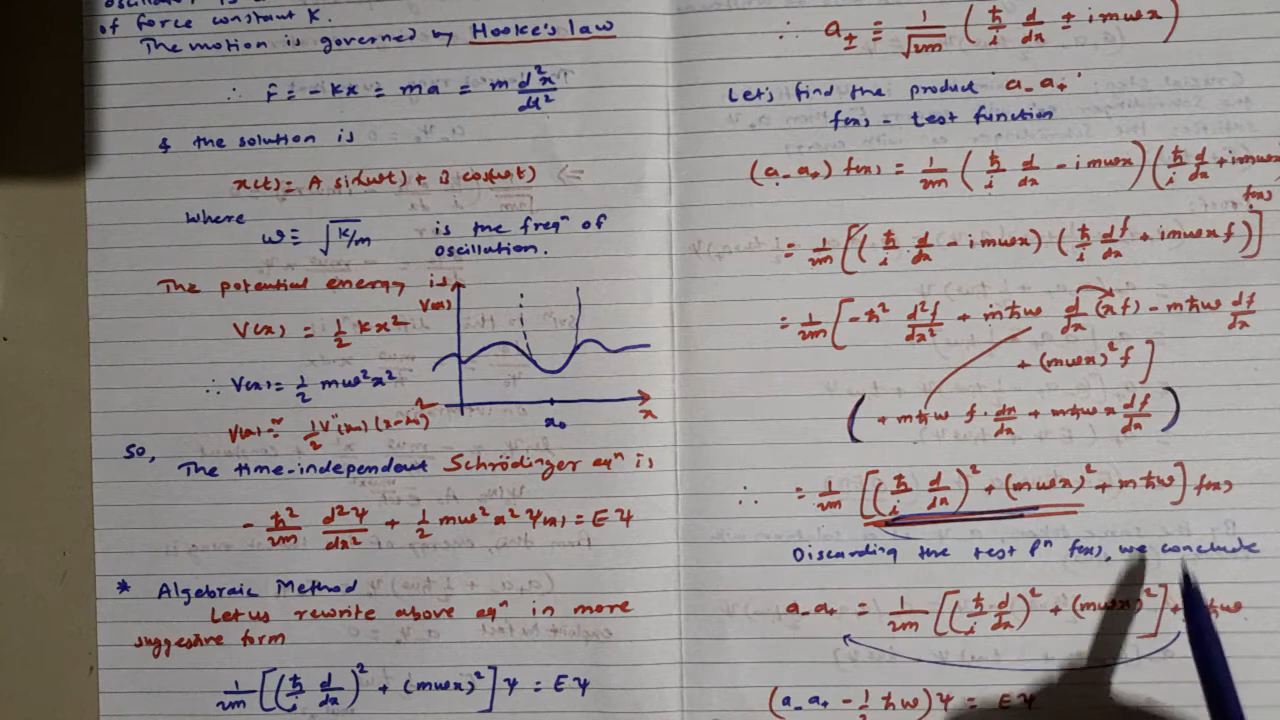 of force constant K.
The motion is governed by Hooke's law
∴ F = -Kx = ma = m d²x/dt²
& the solution is
x(t) = A sin(ωt) + B cos(ωt)
where ω ≡ √K/m is the freqⁿ of
oscillation.
The potential energy is
V(x) = 1/2 Kx²
∴ V(x) = 1/2 mω²x²
V(x) ≅ 1/2 V''(x₀) (x-x₀)²
V(x)
x₀
x
So,
The time-independent Schrödinger eqⁿ is
-ħ²/2m d²ψ/dx² + 1/2 mω²x² ψ(x) = Eψ
* Algebraic Method
Let us rewrite above eqⁿ in more
suggestive form
1/2m [(ħ/i d/dx)² + (mωx)²] ψ = Eψ
∴ a± ≡ 1/√2m (ħ/i d/dx ± imωx)
Let's find the product 'a₋a₊'
f(x) - test function
(a₋a₊) f(x) = 1/2m (ħ/i d/dx - imωx) (ħ/i d/dx + imωx
f(x)
= 1/2m [(ħ/i d/dx - imωx) (ħ/i df/dx + imωx f)]
= 1/2m [-ħ² d²f/dx² + mħω d/dx (xf) - mħωx df/dx
+ (mωx)² f]
(+ mħω f · dx/dx + mħω x df/dx)
∴ = 1/2m [(ħ/i d/dx)² + (mωx)² + mħω] f(x)
Discarding the test fⁿ f(x), we conclude
a₋a₊ = 1/2m [(ħ/i d/dx)² + (mωx)²] + ħω
(a₋a₊ - 1/2 ħω)ψ = Eψ